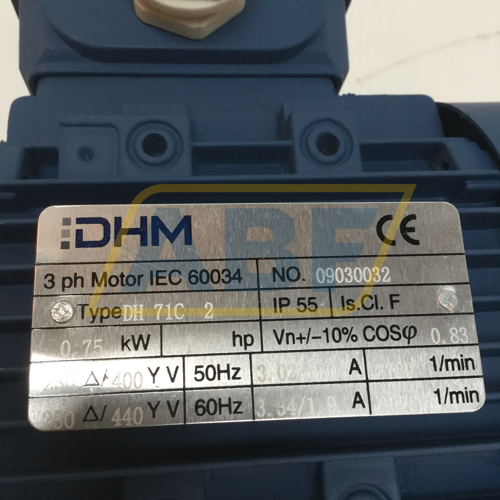 DHM CE
3 ph Motor IEC 60034 NO. 09030032
Type DH 71C 2 IP 55 Is.Cl. F
0.75 kW hp Vn+/-10% COSφ 0.83
Δ/400 Y V 50Hz A 1/min
Δ/440 Y V 60Hz A 1/min
ABF